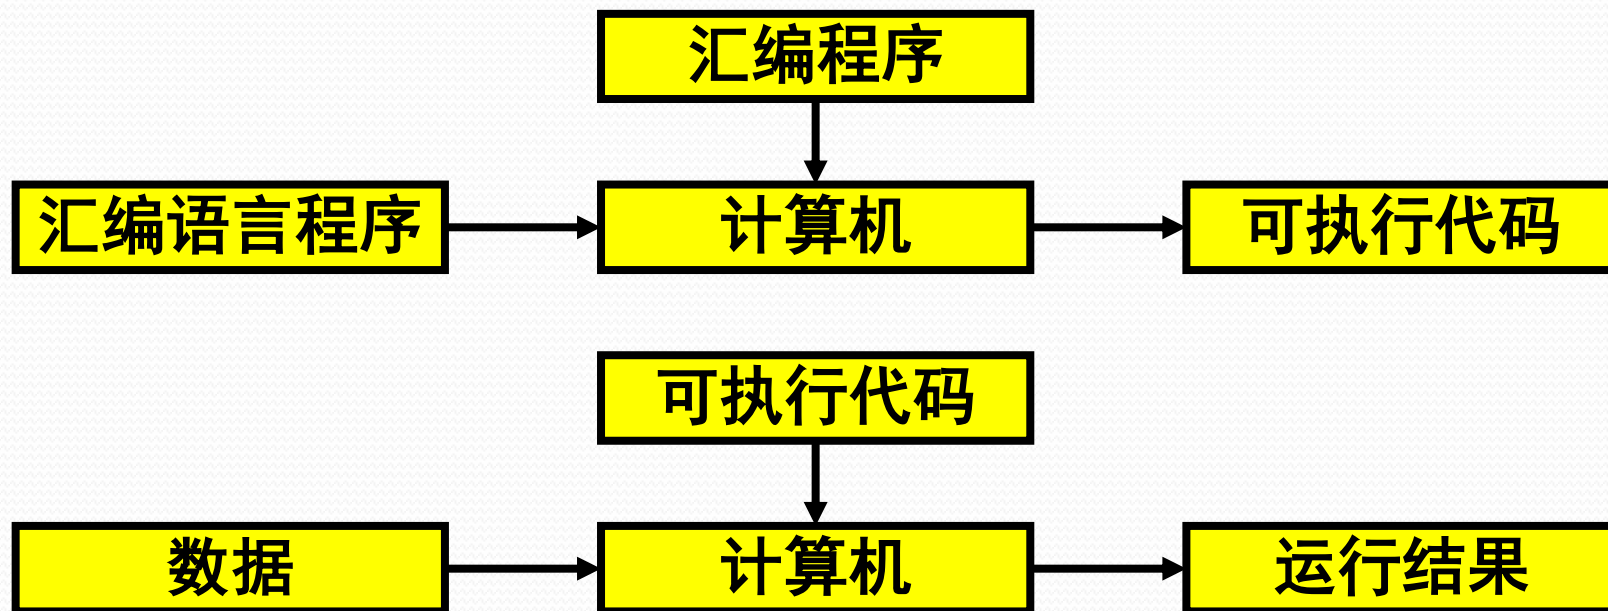 汇编程序
汇编语言程序
计算机
可执行代码
可执行代码
数据
计算机
运行结果